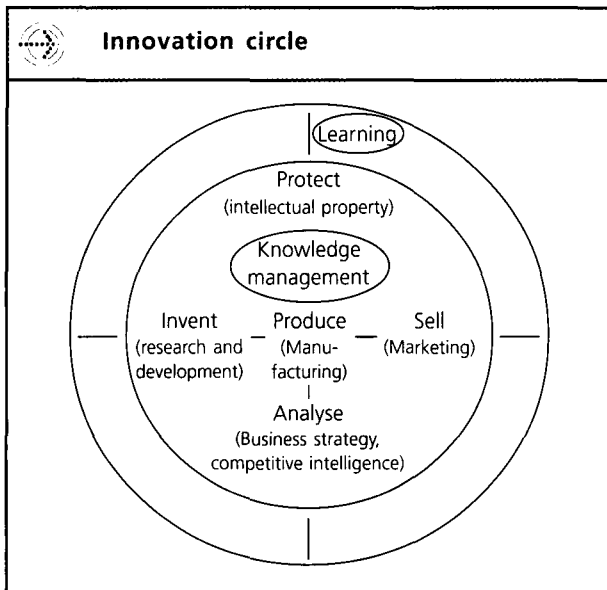 Innovation circle
Learning
Protect
(intellectual property)
Knowledge
management
Invent
(research and
development)
Produce
(Manu-
facturing)
Sell
(Marketing)
Analyse
(Business strategy,
competitive intelligence)